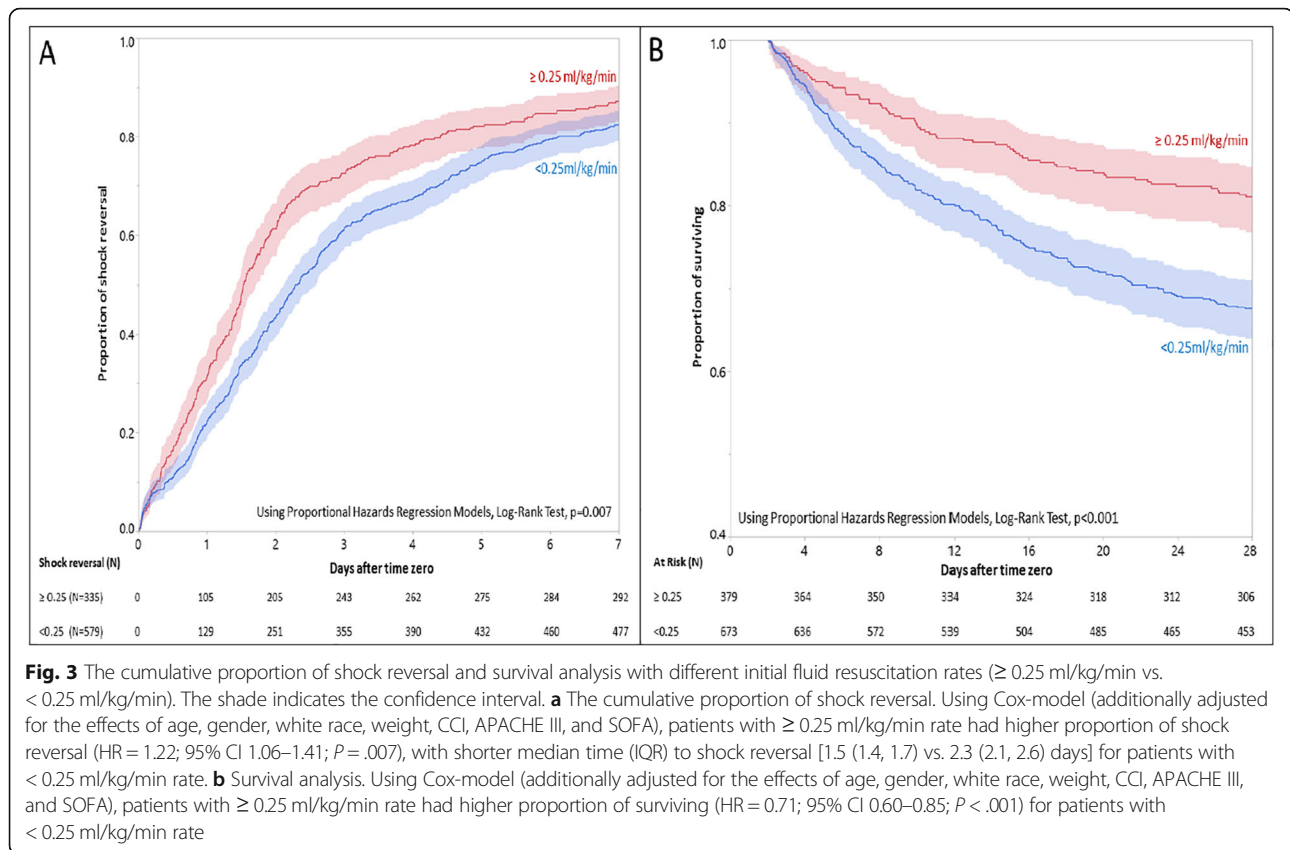 A
1.0
0.8
0.6
0.4
0.2
0.0
Proportion of shock reversal
≥ 0.25 ml/kg/min
<0.25ml/kg/min
Using Proportional Hazards Regression Models, Log-Rank Test, p=0.007
0 1 2 3 4 5 6 7
Shock reversal (N)
Days after time zero
≥ 0.25 (N=335) 0 105 205 243 262 275 284 292
<0.25 (N=579) 0 129 251 355 390 432 460 477
B
1.0
0.8
0.6
0.4
Proportion of surviving
≥ 0.25 ml/kg/min
<0.25ml/kg/min
Using Proportional Hazards Regression Models, Log-Rank Test, p<0.001
0 4 8 12 16 20 24 28
At Risk (N)
Days after time zero
≥ 0.25 379 364 350 334 324 318 312 306
<0.25 673 636 572 539 504 485 465 453
Fig. 3 The cumulative proportion of shock reversal and survival analysis with different initial fluid resuscitation rates (≥ 0.25 ml/kg/min vs.
< 0.25 ml/kg/min). The shade indicates the confidence interval. a The cumulative proportion of shock reversal. Using Cox-model (additionally adjusted
for the effects of age, gender, white race, weight, CCI, APACHE III, and SOFA), patients with ≥ 0.25 ml/kg/min rate had higher proportion of shock
reversal (HR = 1.22; 95% CI 1.06–1.41; P = .007), with shorter median time (IQR) to shock reversal [1.5 (1.4, 1.7) vs. 2.3 (2.1, 2.6) days] for patients with
< 0.25 ml/kg/min rate. b Survival analysis. Using Cox-model (additionally adjusted for the effects of age, gender, white race, weight, CCI, APACHE III,
and SOFA), patients with ≥ 0.25 ml/kg/min rate had higher proportion of surviving (HR = 0.71; 95% CI 0.60–0.85; P < .001) for patients with
< 0.25 ml/kg/min rate